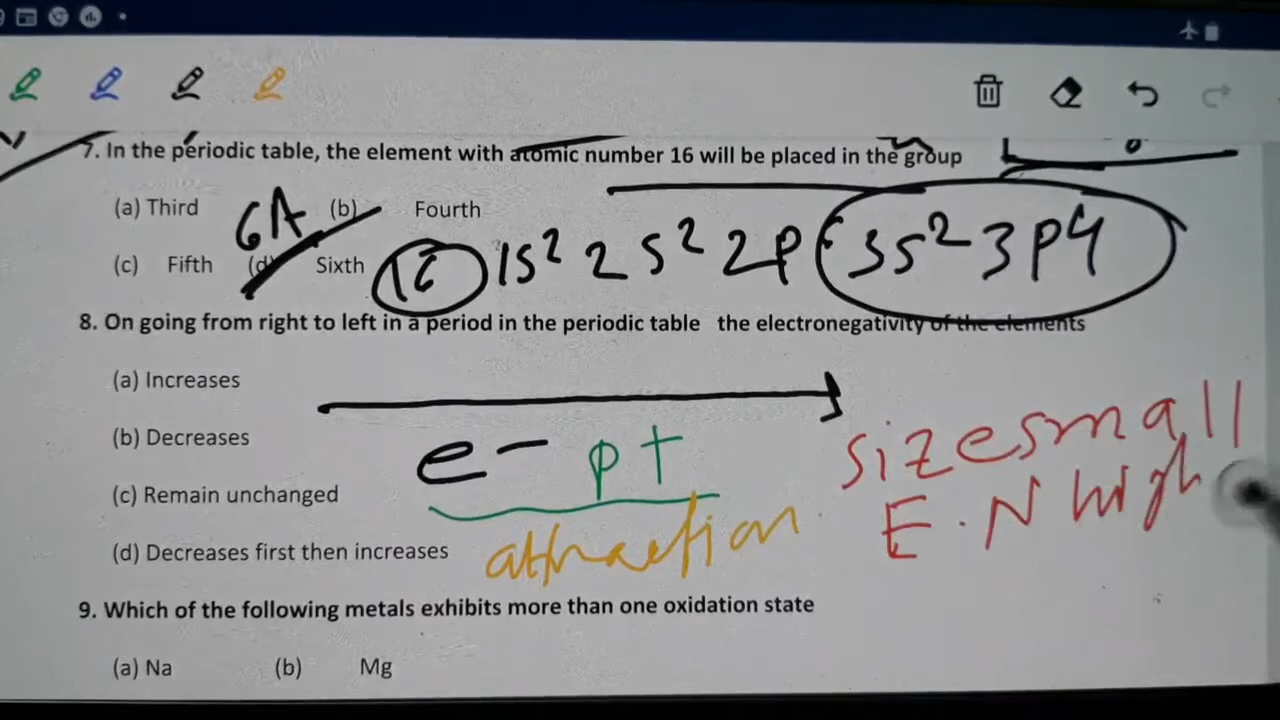 7. In the periodic table, the element with atomic number 16 will be placed in the group
(a) Third (b) Fourth
6A
(c) Fifth (d) Sixth
16 1s² 2s² 2p 3s² 3p4
8. On going from right to left in a period in the periodic table the electronegativity of the elements
(a) Increases
(b) Decreases
e- p+
size small
(c) Remain unchanged
E.N high
(d) Decreases first then increases
attraction
9. Which of the following metals exhibits more than one oxidation state
(a) Na (b) Mg